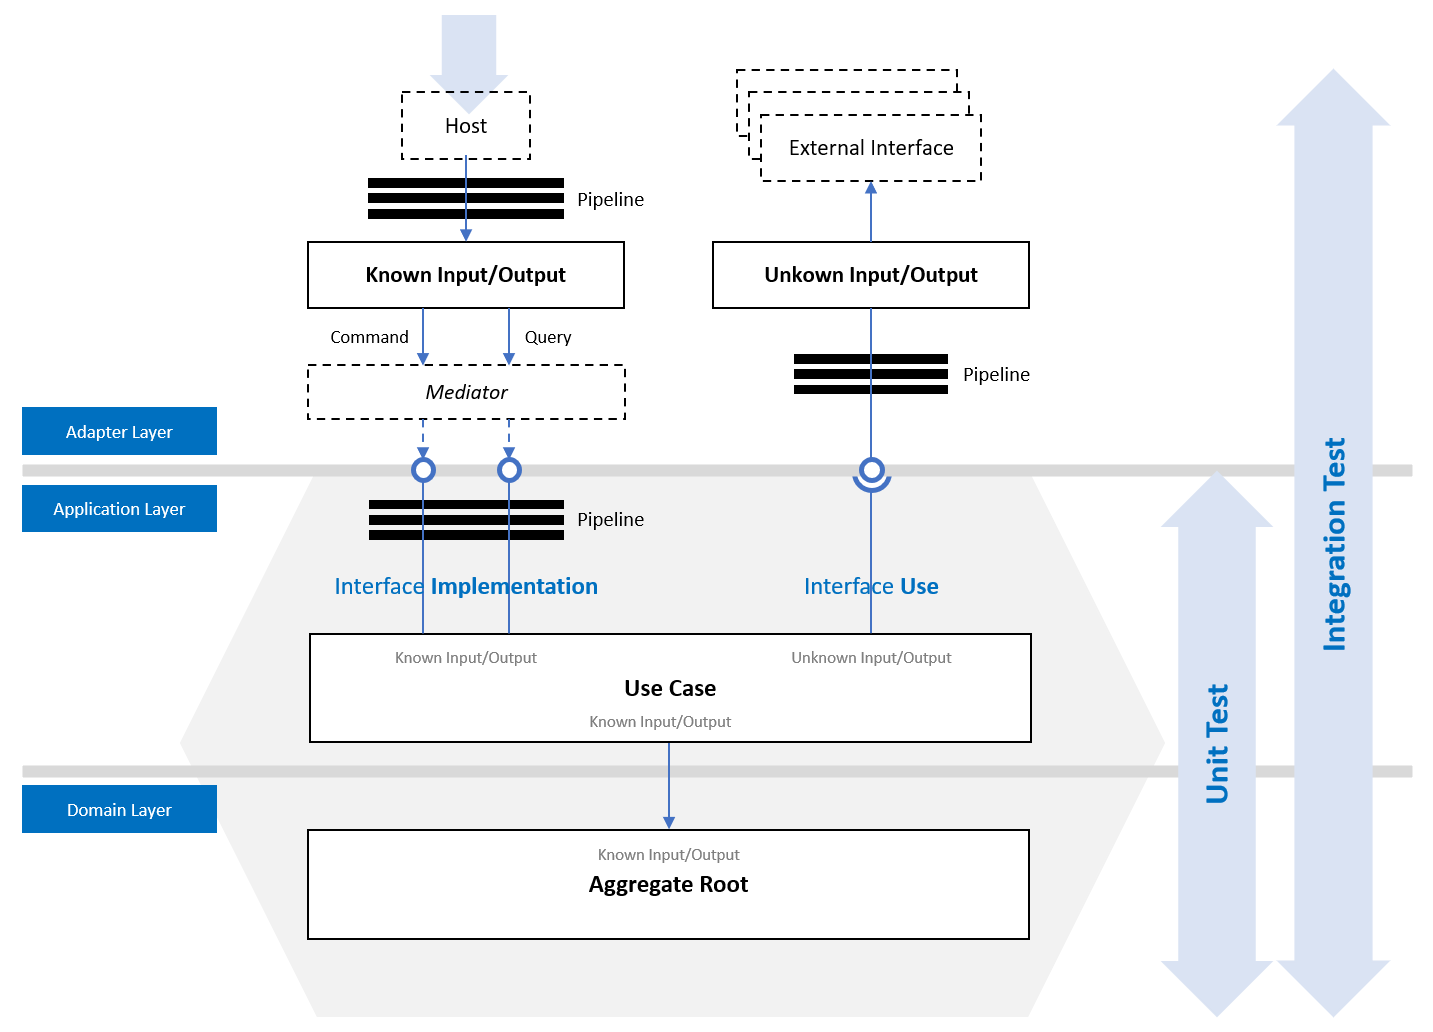 Host
External Interface
Pipeline
Known Input/Output
Unkown Input/Output
Command
Query
Pipeline
Mediator
Adapter Layer
Application Layer
Pipeline
Interface Implementation
Interface Use
Known Input/Output
Unknown Input/Output
Use Case
Known Input/Output
Domain Layer
Known Input/Output
Aggregate Root
Unit Test
Integration Test